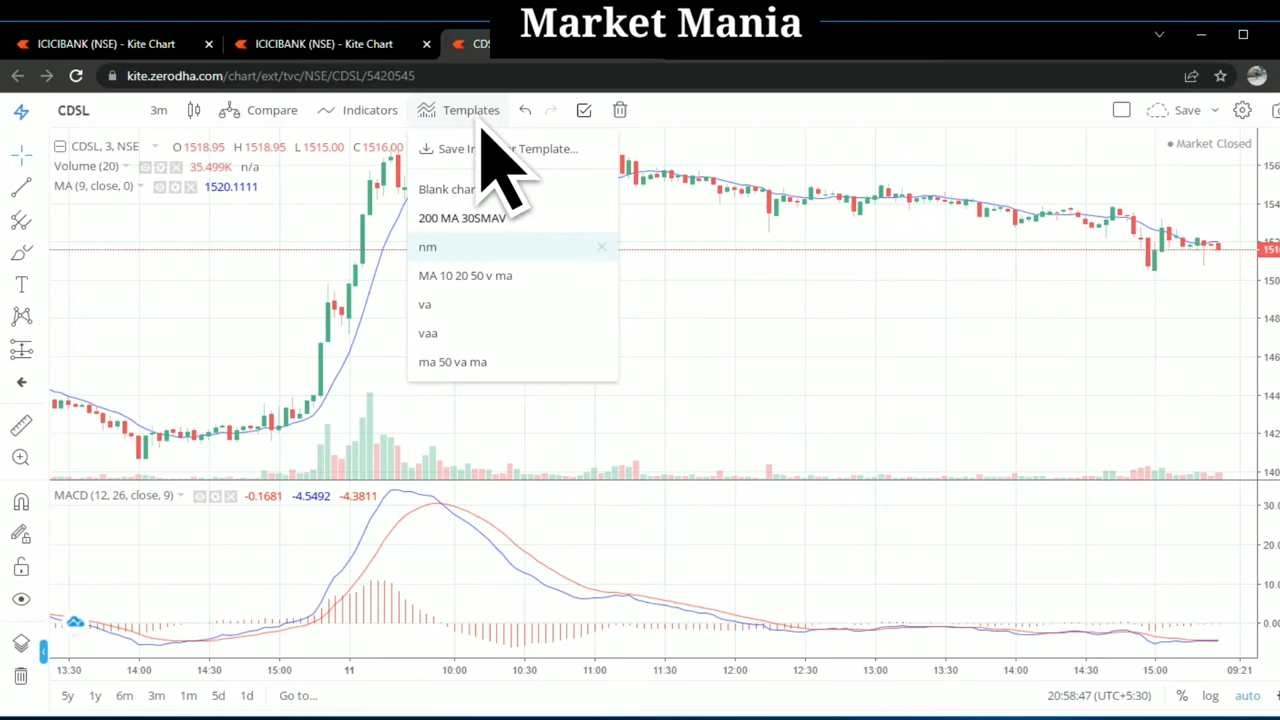 Market Mania
ICICIBANK (NSE) - Kite Chart
ICICIBANK (NSE) - Kite Chart
kite.zerodha.com/chart/ext/tvc/NSE/CDSL/5420545
CDSL 3m Compare Indicators Templates Save
CDSL, 3, NSE O 1518.95 H 1518.95 L 1515.00 C 1516.00
Market Closed
Volume (20) 35.499K n/a
MA (9, close, 0) 1520.1111
Template...
Blank
200 MA 30SMAV
nm
MA 10 20 50 v ma
va
vaa
ma 50 va ma
MACD (12, 26, close, 9) -0.1681 -4.5492 -4.3811
13:30 14:00 14:30 15:00 11 10:00 10:30 11:00 11:30 12:00 12:30 13:00 13:30 14:00 14:30 15:00 09:21
5y 1y 6m 3m 1m 5d 1d Go to... 20:58:47 (UTC+5:30) % log auto